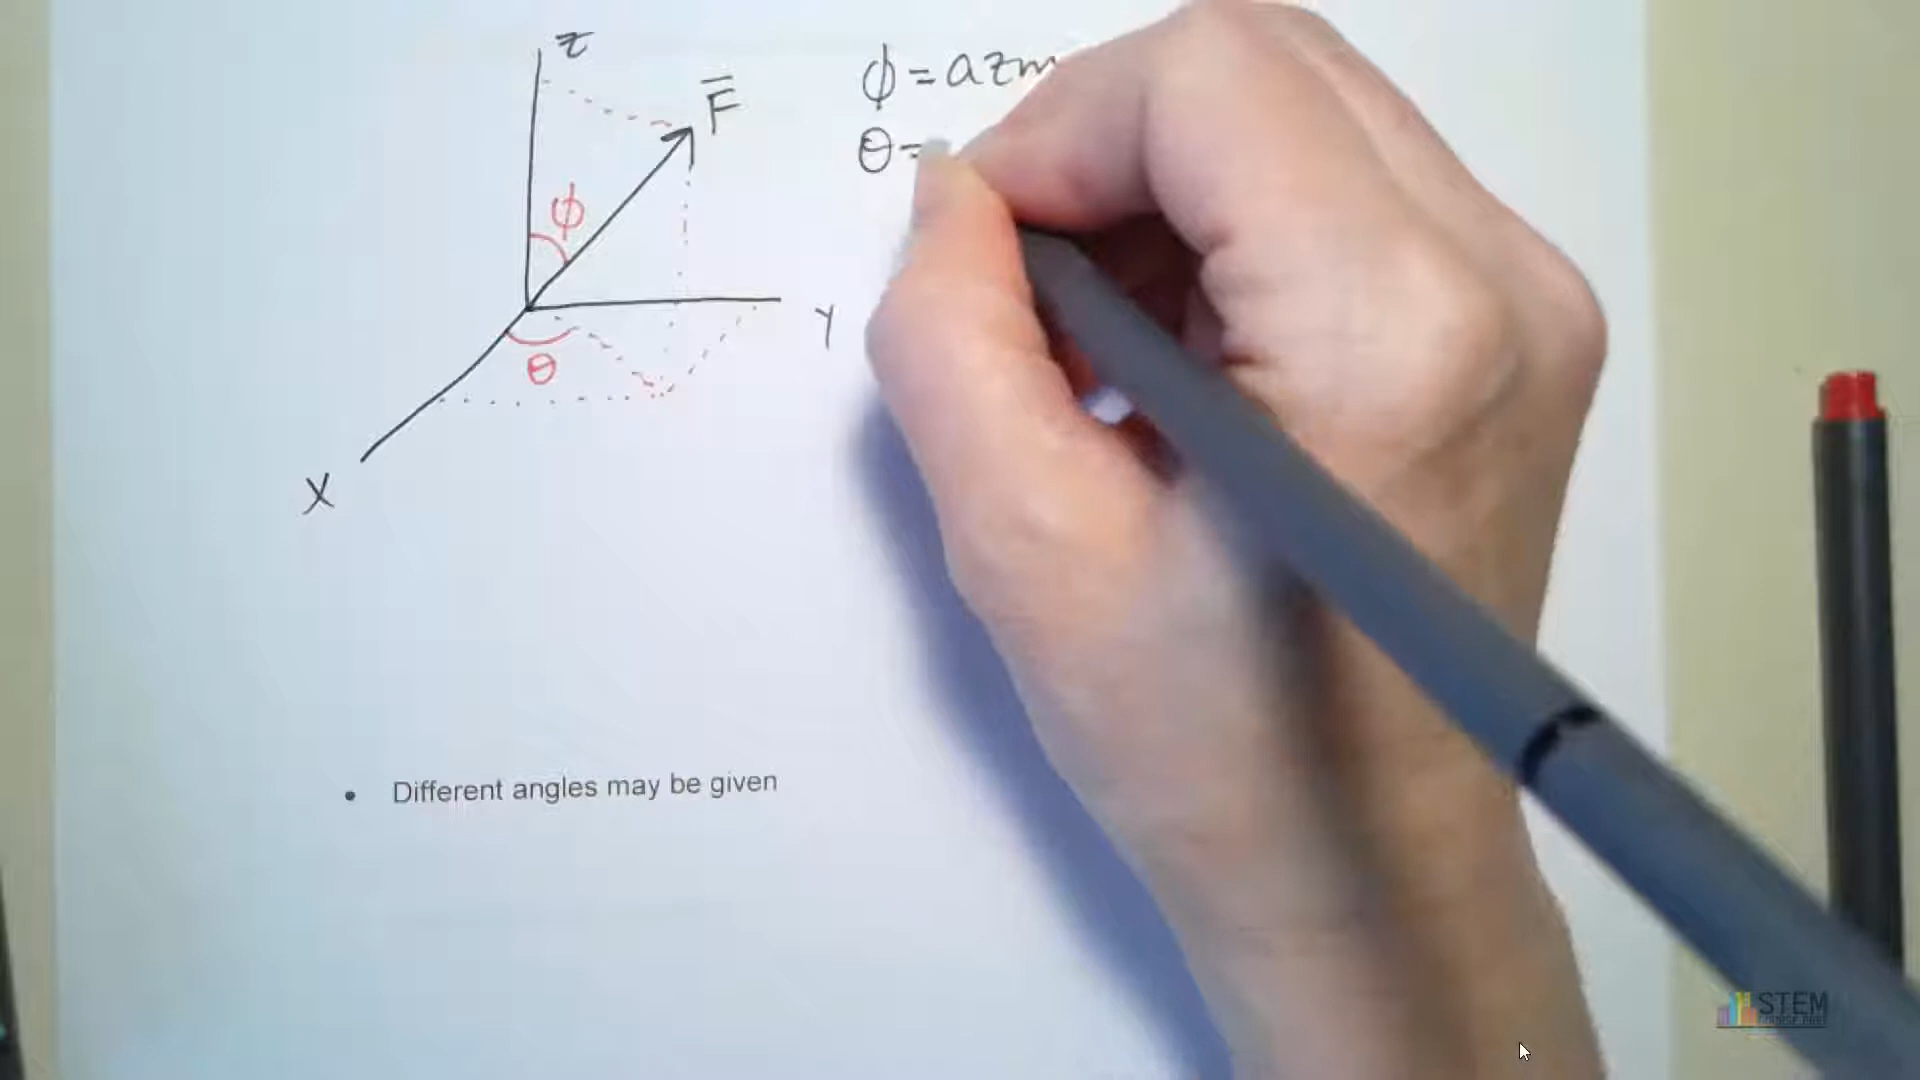 z
F̅
ϕ = azm
θ =
ϕ
Y
θ
X
• Different angles may be given
STEM